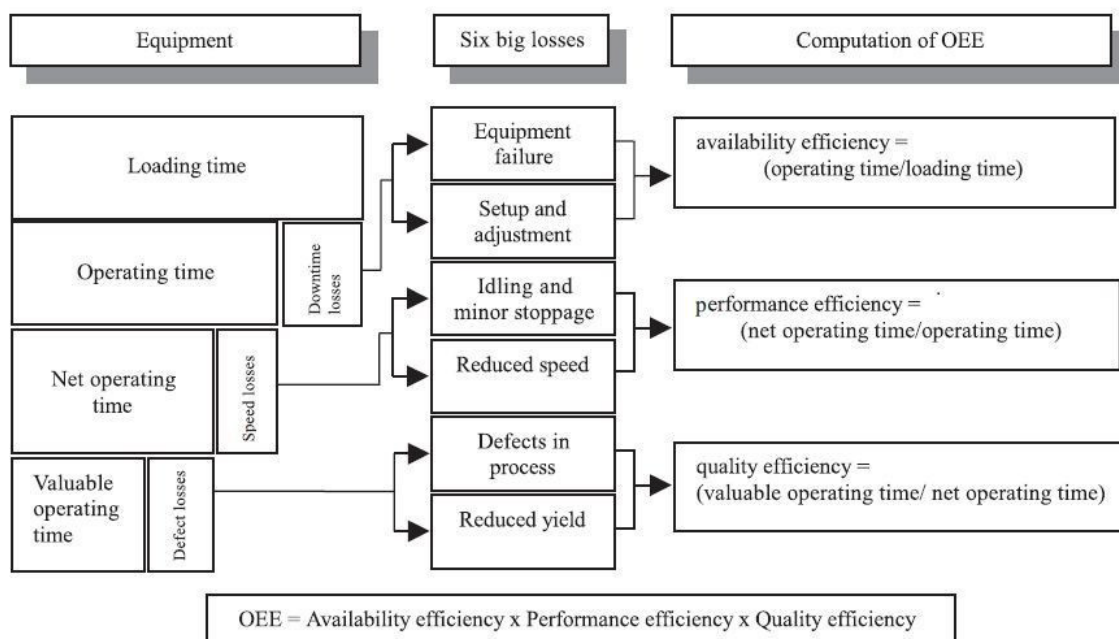 Equipment
Six big losses
Computation of OEE
Loading time
Equipment
failure
availability efficiency =
(operating time/loading time)
Setup and
adjustment
Operating time
Downtime
losses
Idling and
minor stoppage
performance efficiency =
(net operating time/operating time)
Net operating
time
Speed losses
Reduced speed
Defects in
process
quality efficiency =
(valuable operating time/ net operating time)
Valuable
operating
time
Defect losses
Reduced yield
OEE = Availability efficiency x Performance efficiency x Quality efficiency